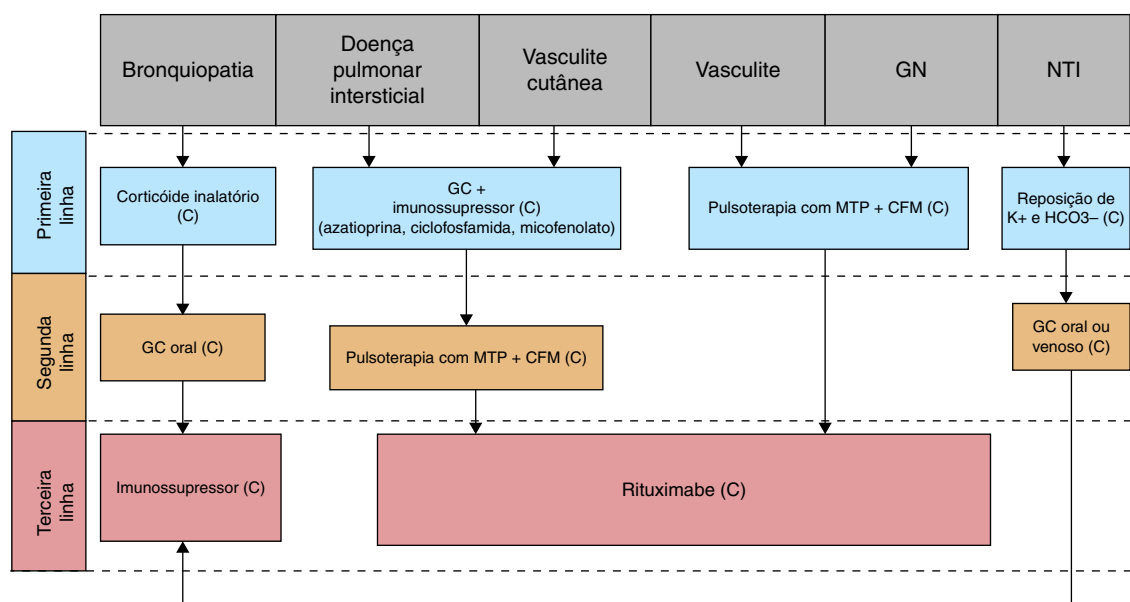 Bronquiopatia
Doença
pulmonar
intersticial
Vasculite
cutânea
Vasculite
GN
NTI
Primeira
linha
Corticóide inalatório
(C)
GC +
imunossupressor (C)
(azatioprina, ciclofosfamida, micofenolato)
Pulsoterapia com MTP + CFM (C)
Reposição de
K+ e HCO3– (C)
Segunda
linha
GC oral (C)
Pulsoterapia com MTP + CFM (C)
GC oral ou
venoso (C)
Terceira
linha
Imunossupressor (C)
Rituximabe (C)